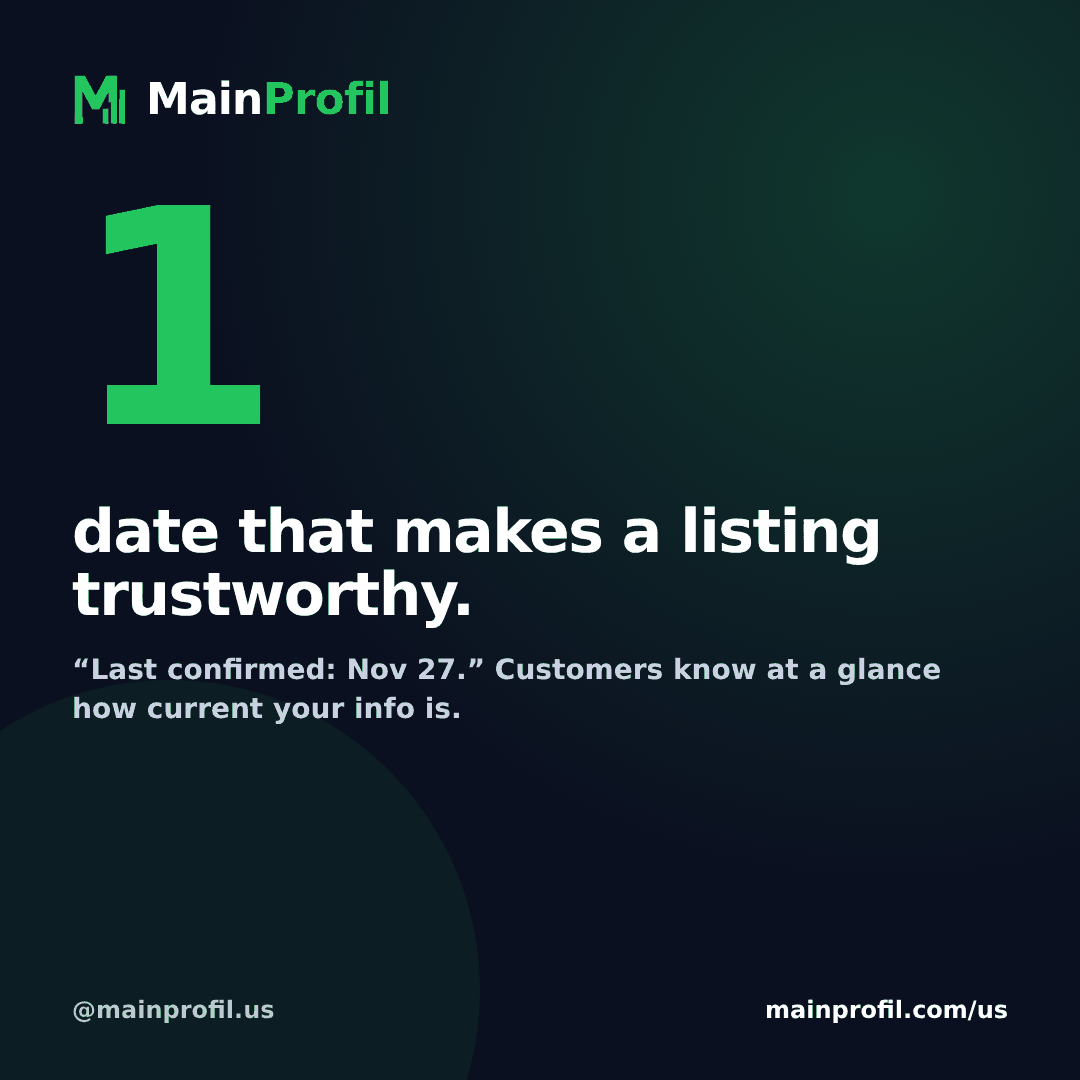 MainProfil
1
date that makes a listing
trustworthy.
“Last confirmed: Nov 27.” Customers know at a glance
how current your info is.
@mainprofil.us
mainprofil.com/us